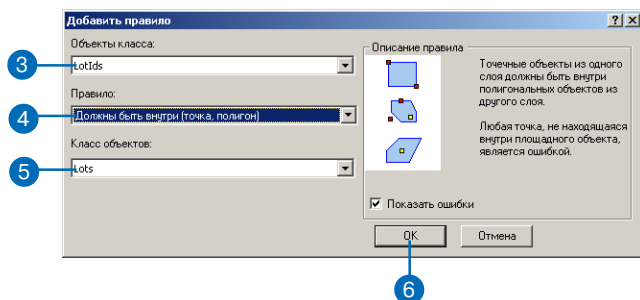 Добавить правило
Объекты класса:
3
LotIds
Правило:
4
Должны быть внутри (точка, полигон)
Класс объектов:
5
Lots
Описание правила
Точечные объекты из одного
слоя должны быть внутри
полигональных объектов из
другого слоя.
Любая точка, не находящаяся
внутри площадного объекта,
является ошибкой.
Показать ошибки
OK
Отмена
6